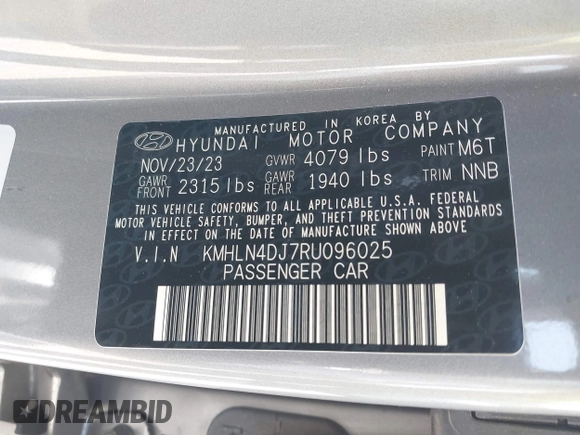 MANUFACTURED IN KOREA BY
HYUNDAI MOTOR COMPANY
NOV/23/23 GVWR 4079 lbs PAINT M6T
GAWR FRONT 2315 lbs GAWR REAR 1940 lbs TRIM NNB
THIS VEHICLE CONFORMS TO ALL APPLICABLE U.S.A. FEDERAL
MOTOR VEHICLE SAFETY, BUMPER, AND THEFT PREVENTION
STANDARDS IN EFFECT ON THE DATE OF MANUFACTURE SHOWN ABOVE
V.I.N KMHLN4DJ7RU096025
PASSENGER CAR
DREAMBID